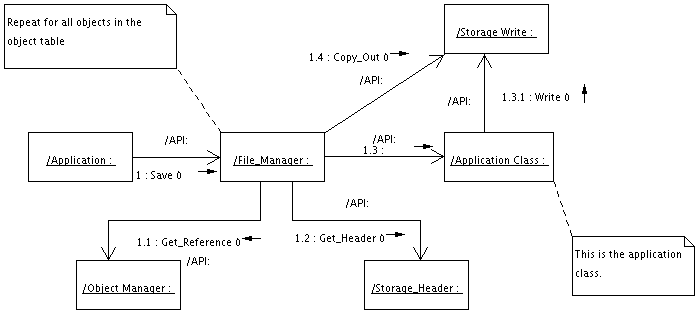 Repeat for all objects in the
object table
/Storage Write :
1.4 : Copy_Out 0
/API:
/API:
1.3.1 : Write 0
/API:
/API:
/Application :
/File_Manager :
1.3 :
/Application Class :
1 : Save 0
/API:
1.1 : Get_Reference 0
1.2 : Get_Header 0
/API:
This is the application
class.
/Object Manager :
/Storage_Header :